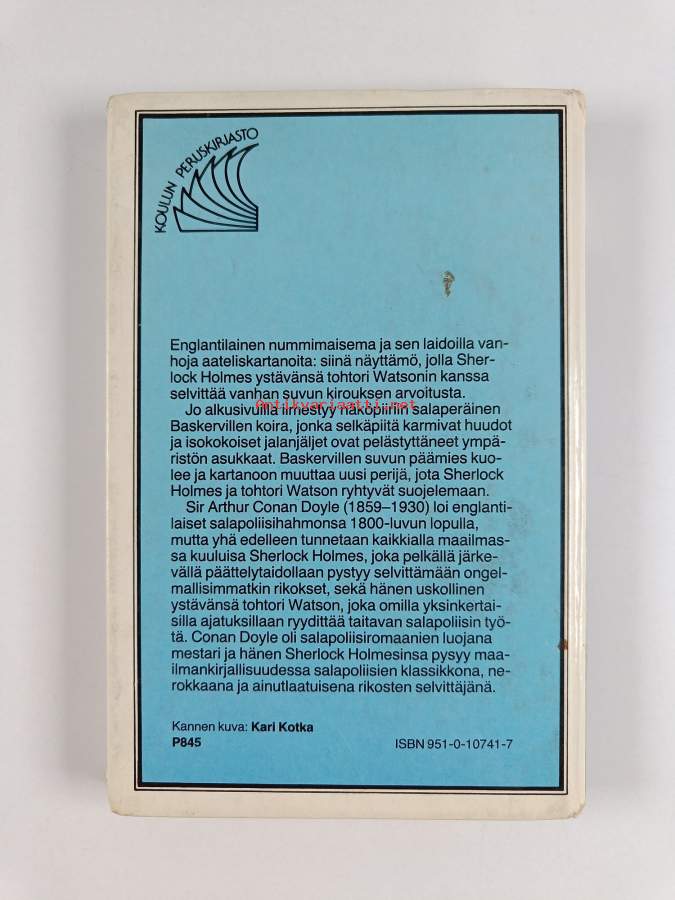 KOULUN PERUSKIRJASTO
Englantilainen nummimaisema ja sen laidoilla van-
hoja aateliskartanoita: siinä näyttämö, jolla Sher-
lock Holmes ystävänsä tohtori Watsonin kanssa
selvittää vanhan suvun kirouksen arvoitusta.
Jo alkusivuilla ilmestyy näköpiiriin salaperäinen
Antikvariaatti.net
Baskervillen koira, jonka selkäpiitä karmivat huudot
ja isokokoiset jalanjäljet ovat pelästyttäneet ympä-
ristön asukkaat. Baskervillen suvun päämies kuo-
lee ja kartanoon muuttaa uusi perijä, jota Sherlock
Holmes ja tohtori Watson ryhtyvät suojelemaan.
Sir Arthur Conan Doyle (1859–1930) loi englanti-
laiset salapoliisihahmonsa 1800-luvun lopulla,
mutta yhä edelleen tunnetaan kaikkialla maailmas-
sa kuuluisa Sherlock Holmes, joka pelkällä järke-
vällä päättelytaidollaan pystyy selvittämään ongel-
mallisimmatkin rikokset, sekä hänen uskollinen
ystävänsä tohtori Watson, joka omilla yksinkertai-
silla ajatuksillaan ryydittää taitavan salapoliisin työ-
tä. Conan Doyle oli salapoliisiromaanien luojana
mestari ja hänen Sherlock Holmesinsa pysyy maa-
ilmankirjallisuudessa salapoliisien klassikkona, ne-
rokkaana ja ainutlaatuisena rikosten selvittäjänä.
Kannen kuva: Kari Kotka
P845
ISBN 951-0-10741-7